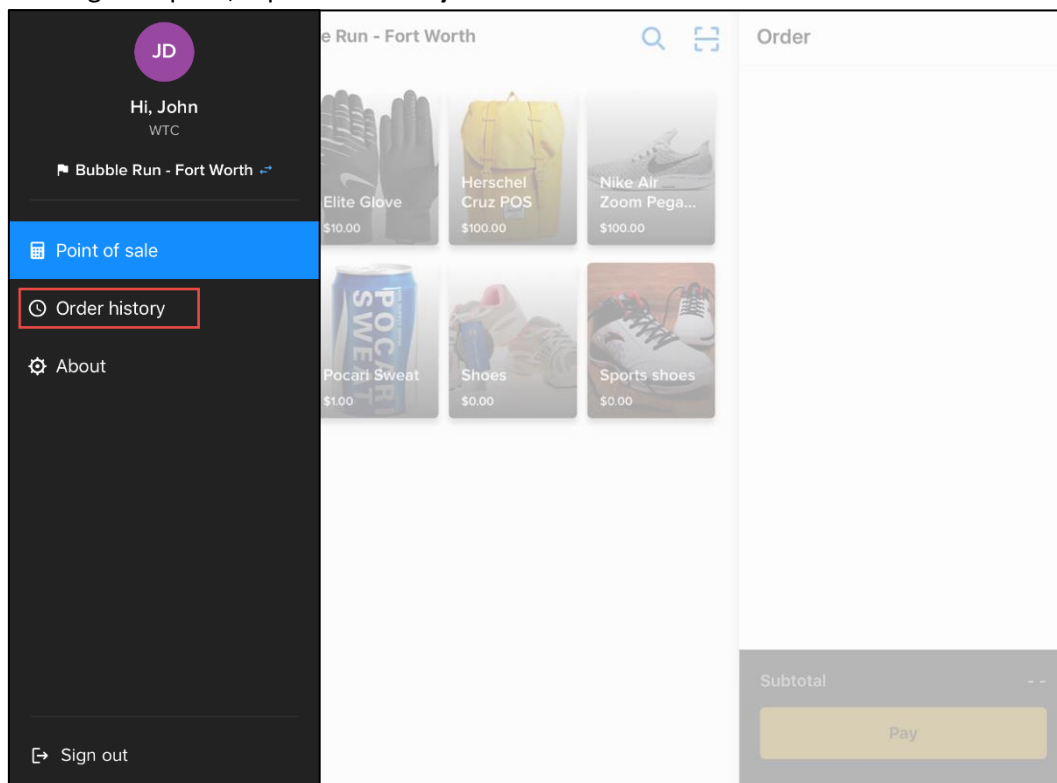 JD
Hi, John
WTC
Bubble Run - Fort Worth
Point of sale
Order history
About
Sign out
e Run - Fort Worth
Elite Glove
$10.00
Herschel
Cruz POS
$100.00
Nike Air
Zoom Pega...
$100.00
POCARI
SWEAT
Pocari Sweat
$1.00
Shoes
$0.00
Sports shoes
$0.00
Order
Subtotal
- -
Pay